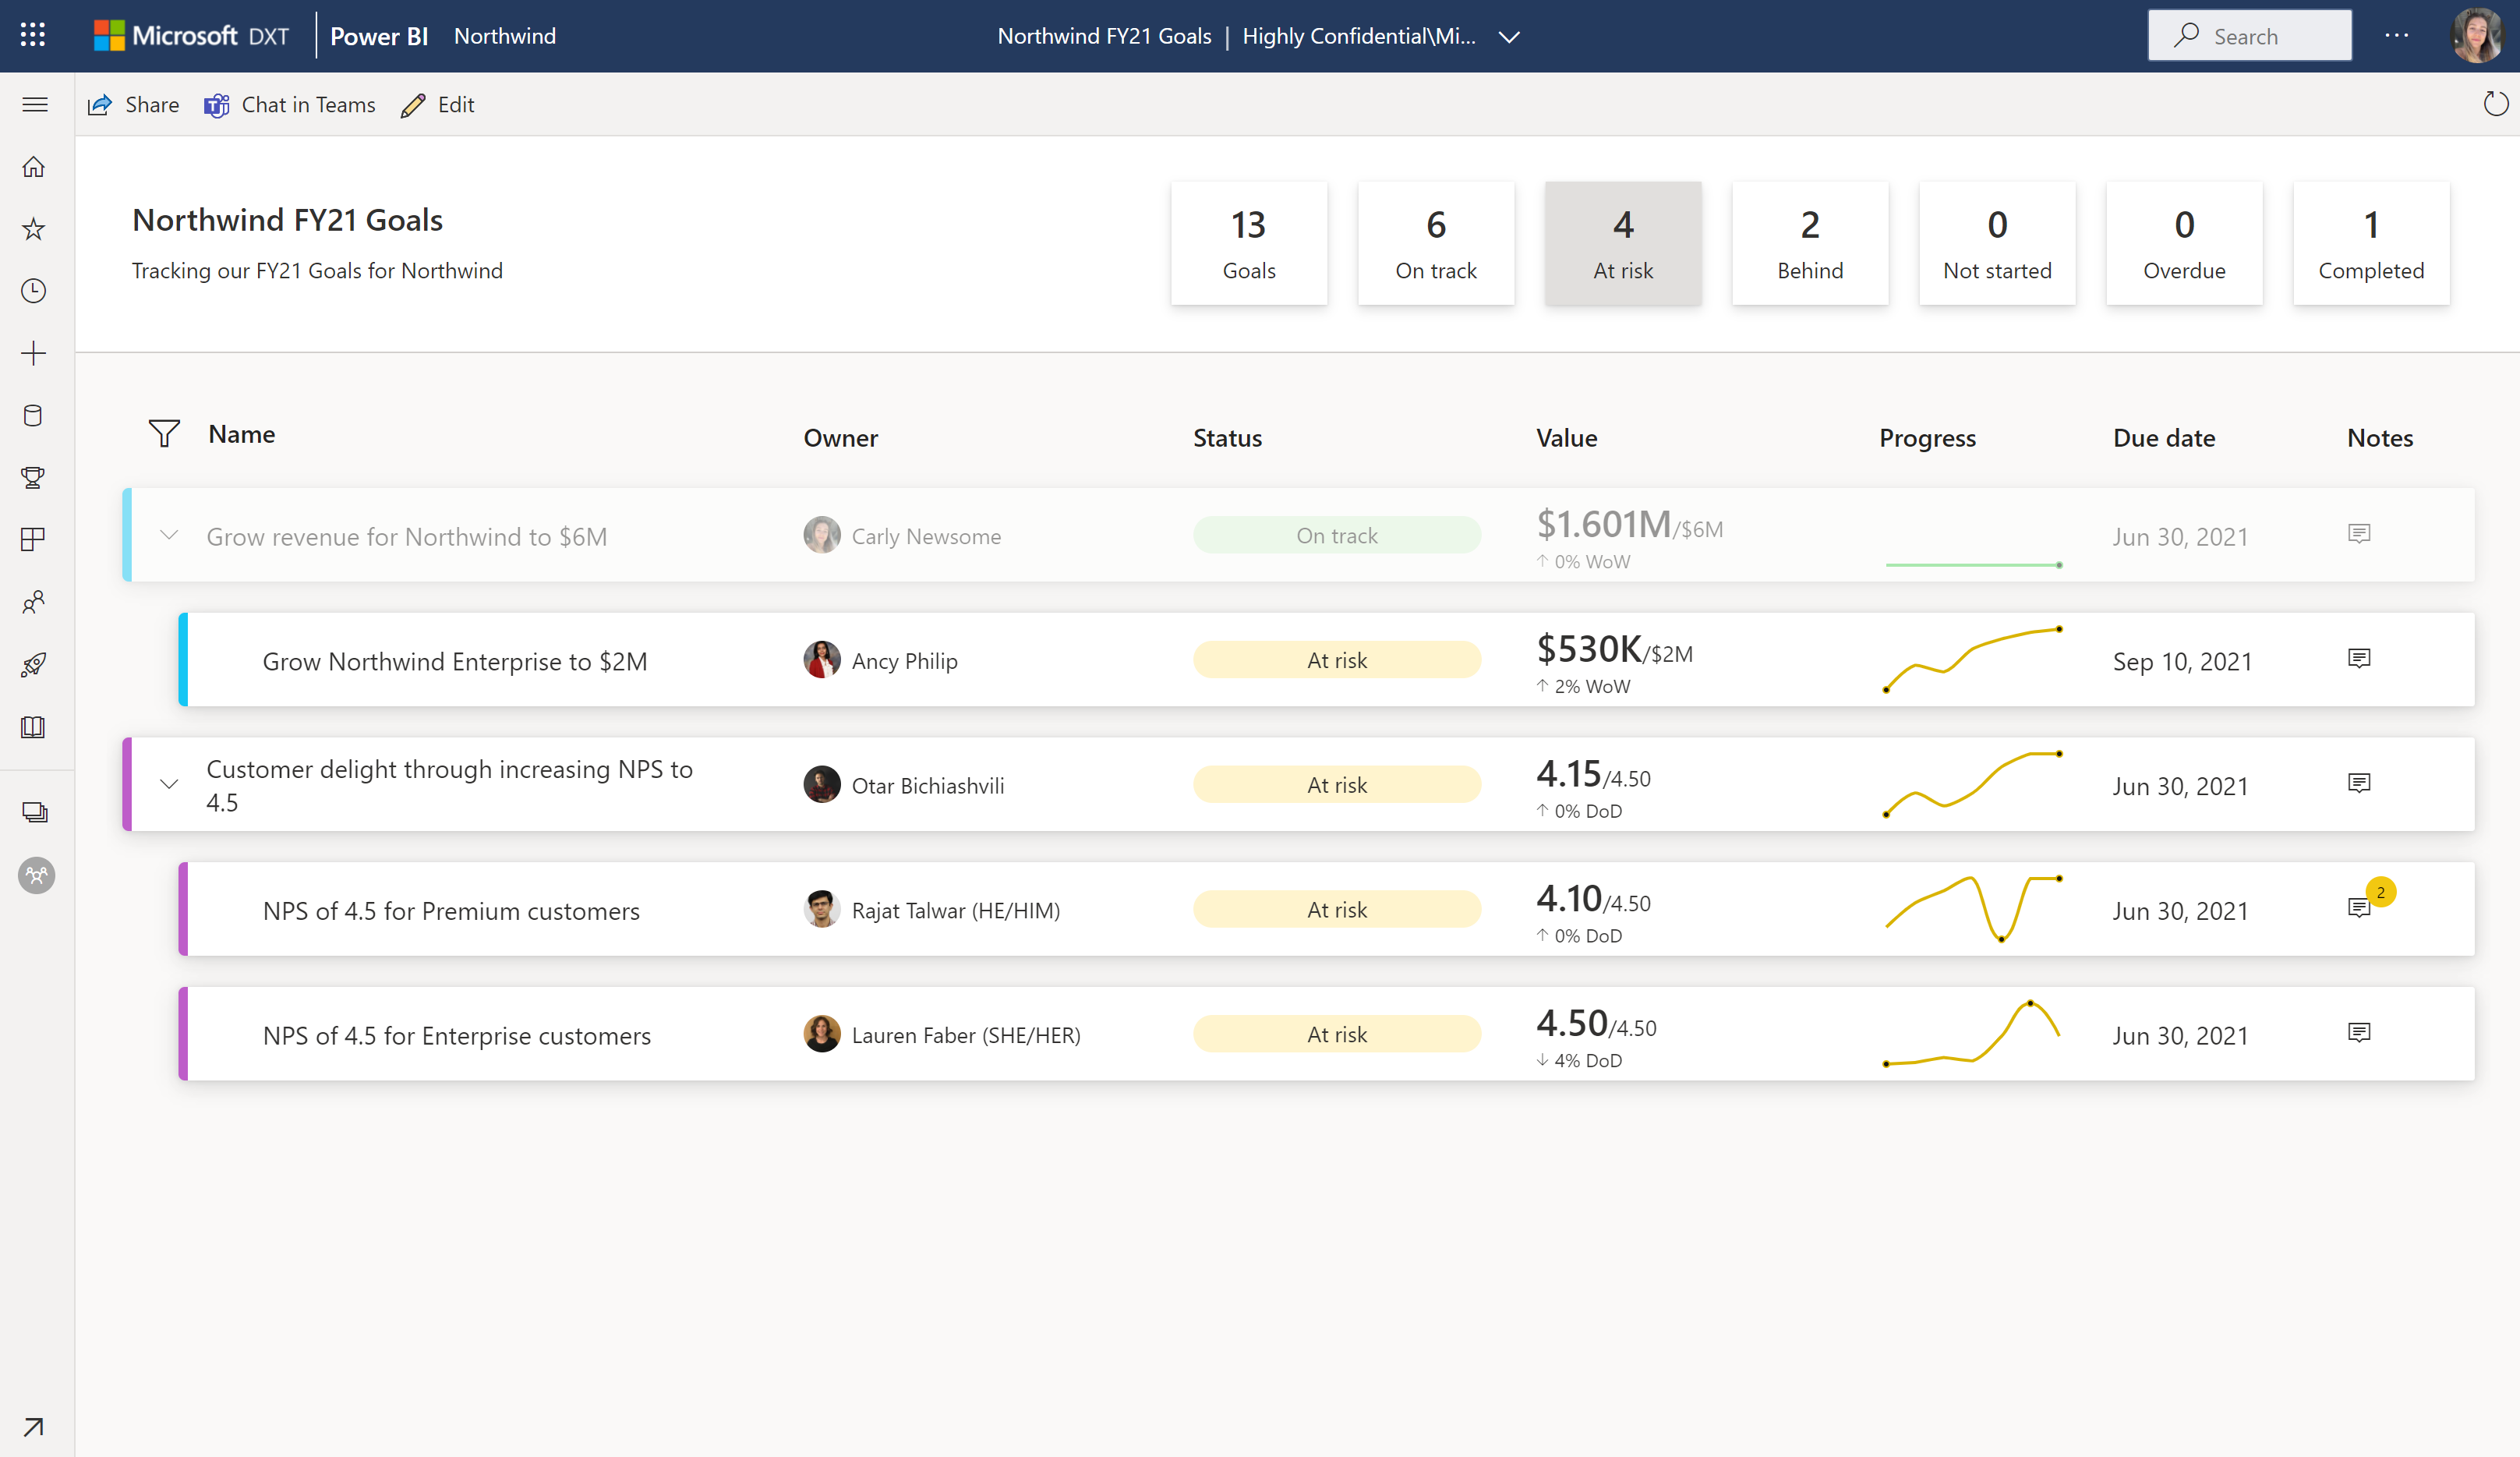 Microsoft DXT Power BI Northwind Northwind FY21 Goals | Highly Confidential\Mi... Search ...
Share Chat in Teams Edit
Northwind FY21 Goals
Tracking our FY21 Goals for Northwind
13 6 4 2 0 0 1
Goals On track At risk Behind Not started Overdue Completed
Name Owner Status Value Progress Due date Notes
Grow revenue for Northwind to $6M Carly Newsome On track $1.601M/$6M Jun 30, 2021
↑ 0% WoW
Grow Northwind Enterprise to $2M Ancy Philip At risk $530K/$2M Sep 10, 2021
↑ 2% WoW
Customer delight through increasing NPS to
4.5
Otar Bichiashvili At risk 4.15/4.50 Jun 30, 2021
↑ 0% DoD
NPS of 4.5 for Premium customers Rajat Talwar (HE/HIM) At risk 4.10/4.50 Jun 30, 2021 2
↑ 0% DoD
NPS of 4.5 for Enterprise customers Lauren Faber (SHE/HER) At risk 4.50/4.50 Jun 30, 2021
↓ 4% DoD